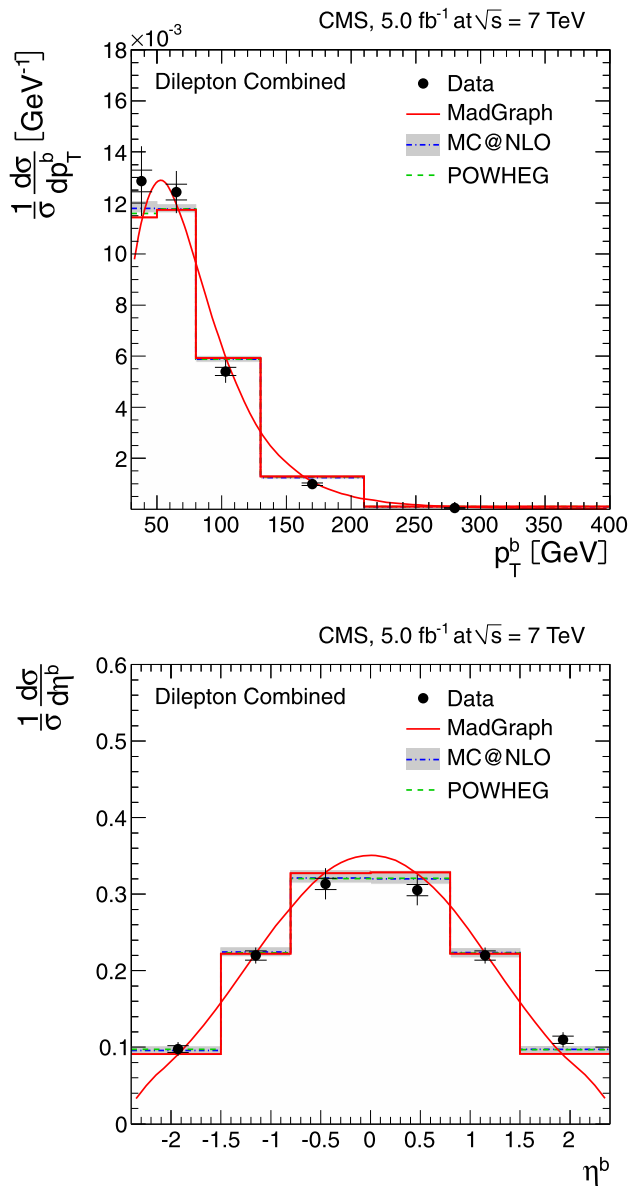 CMS, 5.0 fb⁻¹ at √s = 7 TeV
×10⁻³
1/σ dσ/dp_T^b [GeV⁻¹]
Dilepton Combined
Data
MadGraph
MC@NLO
POWHEG
18
16
14
12
10
8
6
4
2
50 100 150 200 250 300 350 400
p_T^b [GeV]
CMS, 5.0 fb⁻¹ at √s = 7 TeV
1/σ dσ/dη^b
Dilepton Combined
Data
MadGraph
MC@NLO
POWHEG
0.6
0.5
0.4
0.3
0.2
0.1
0
-2 -1 -0.5 0 0.5 1 2
η^b